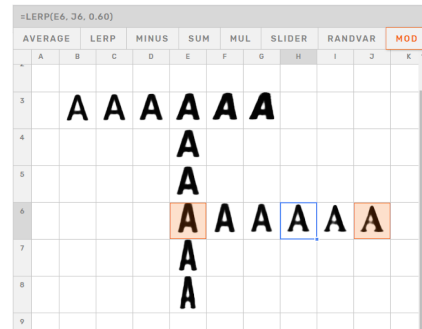 =LERP(E6, J6, 0.60)
AVERAGE LERP MINUS SUM MUL SLIDER RANDVAR MOD
A B C D E F G H I J K
3 A A A A A A
4 A
5 A
6 A A A A A A
7 A
8 A
9